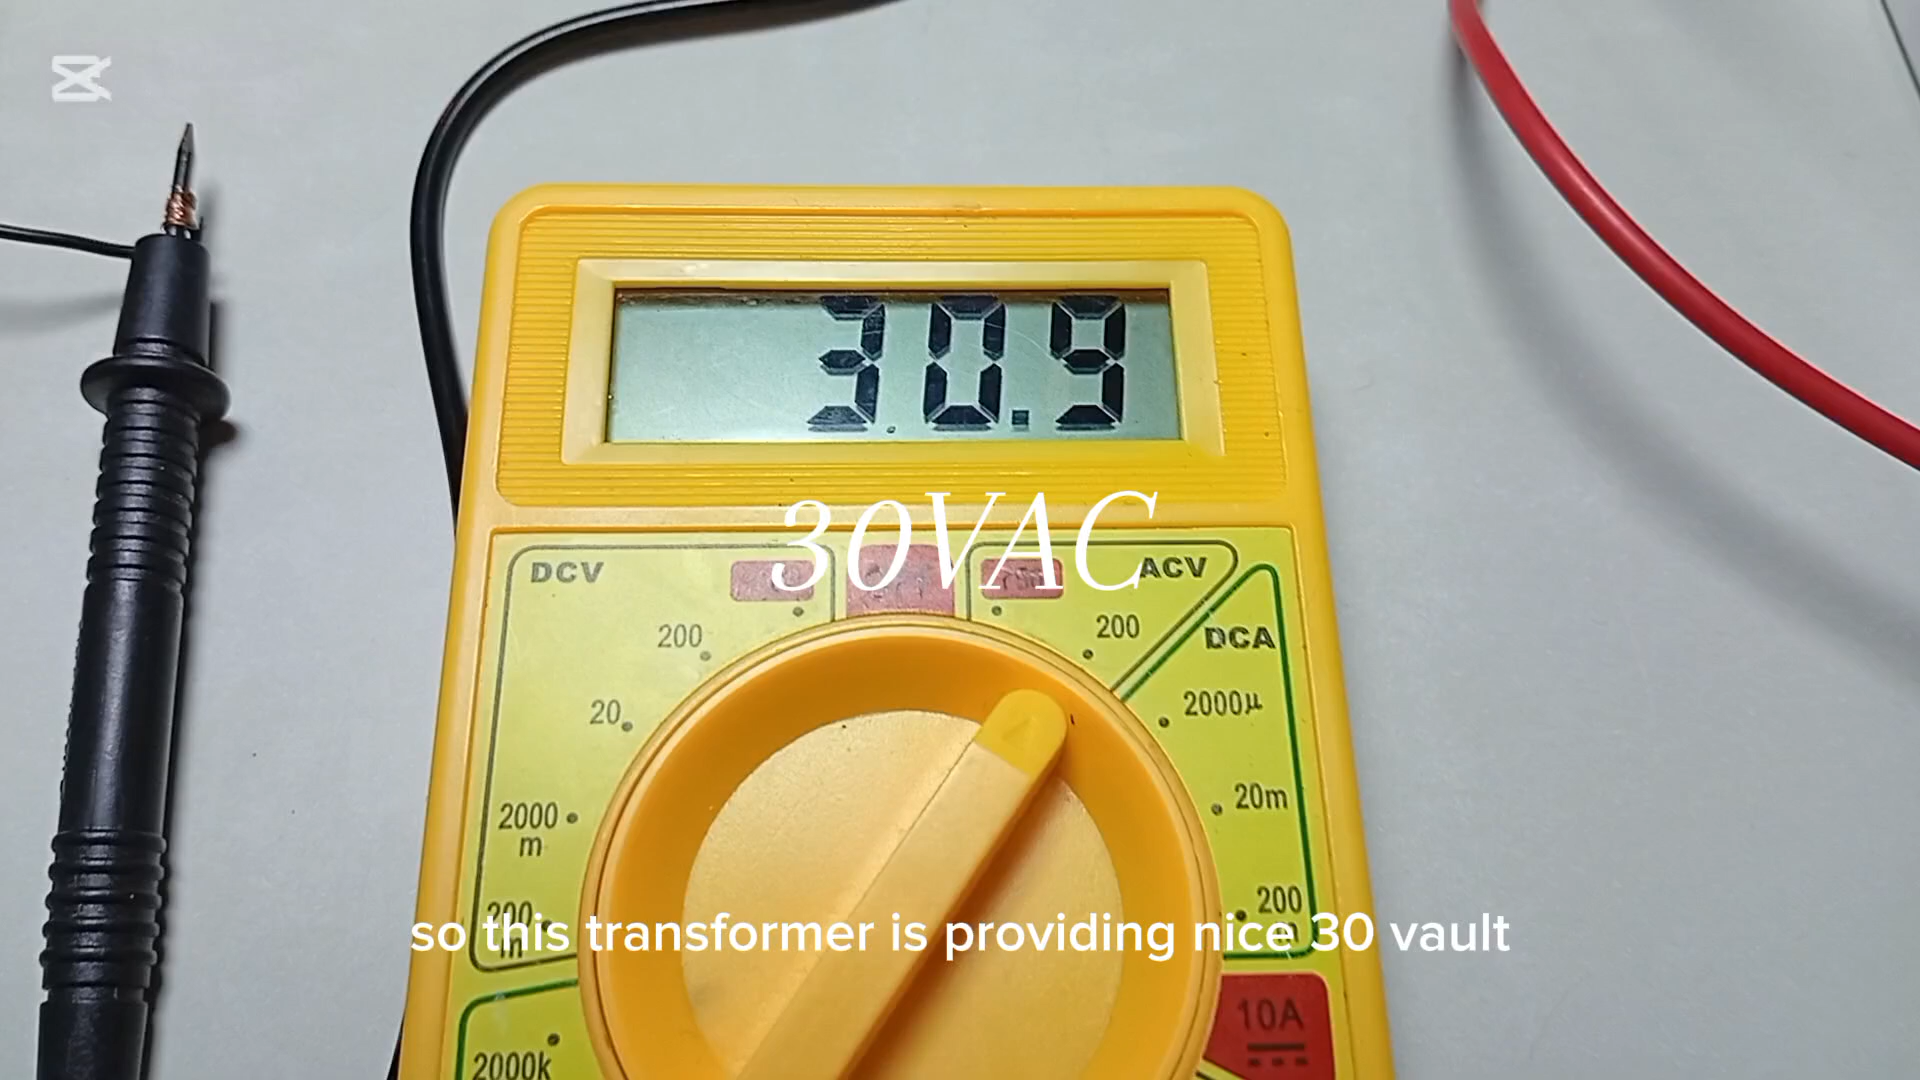 30.9
30VAC
DCV
ACV
200
200
DCA
20
2000µ
2000
m
20m
200
m
200
so this transformer is providing nice 30 vault
10A
2000k